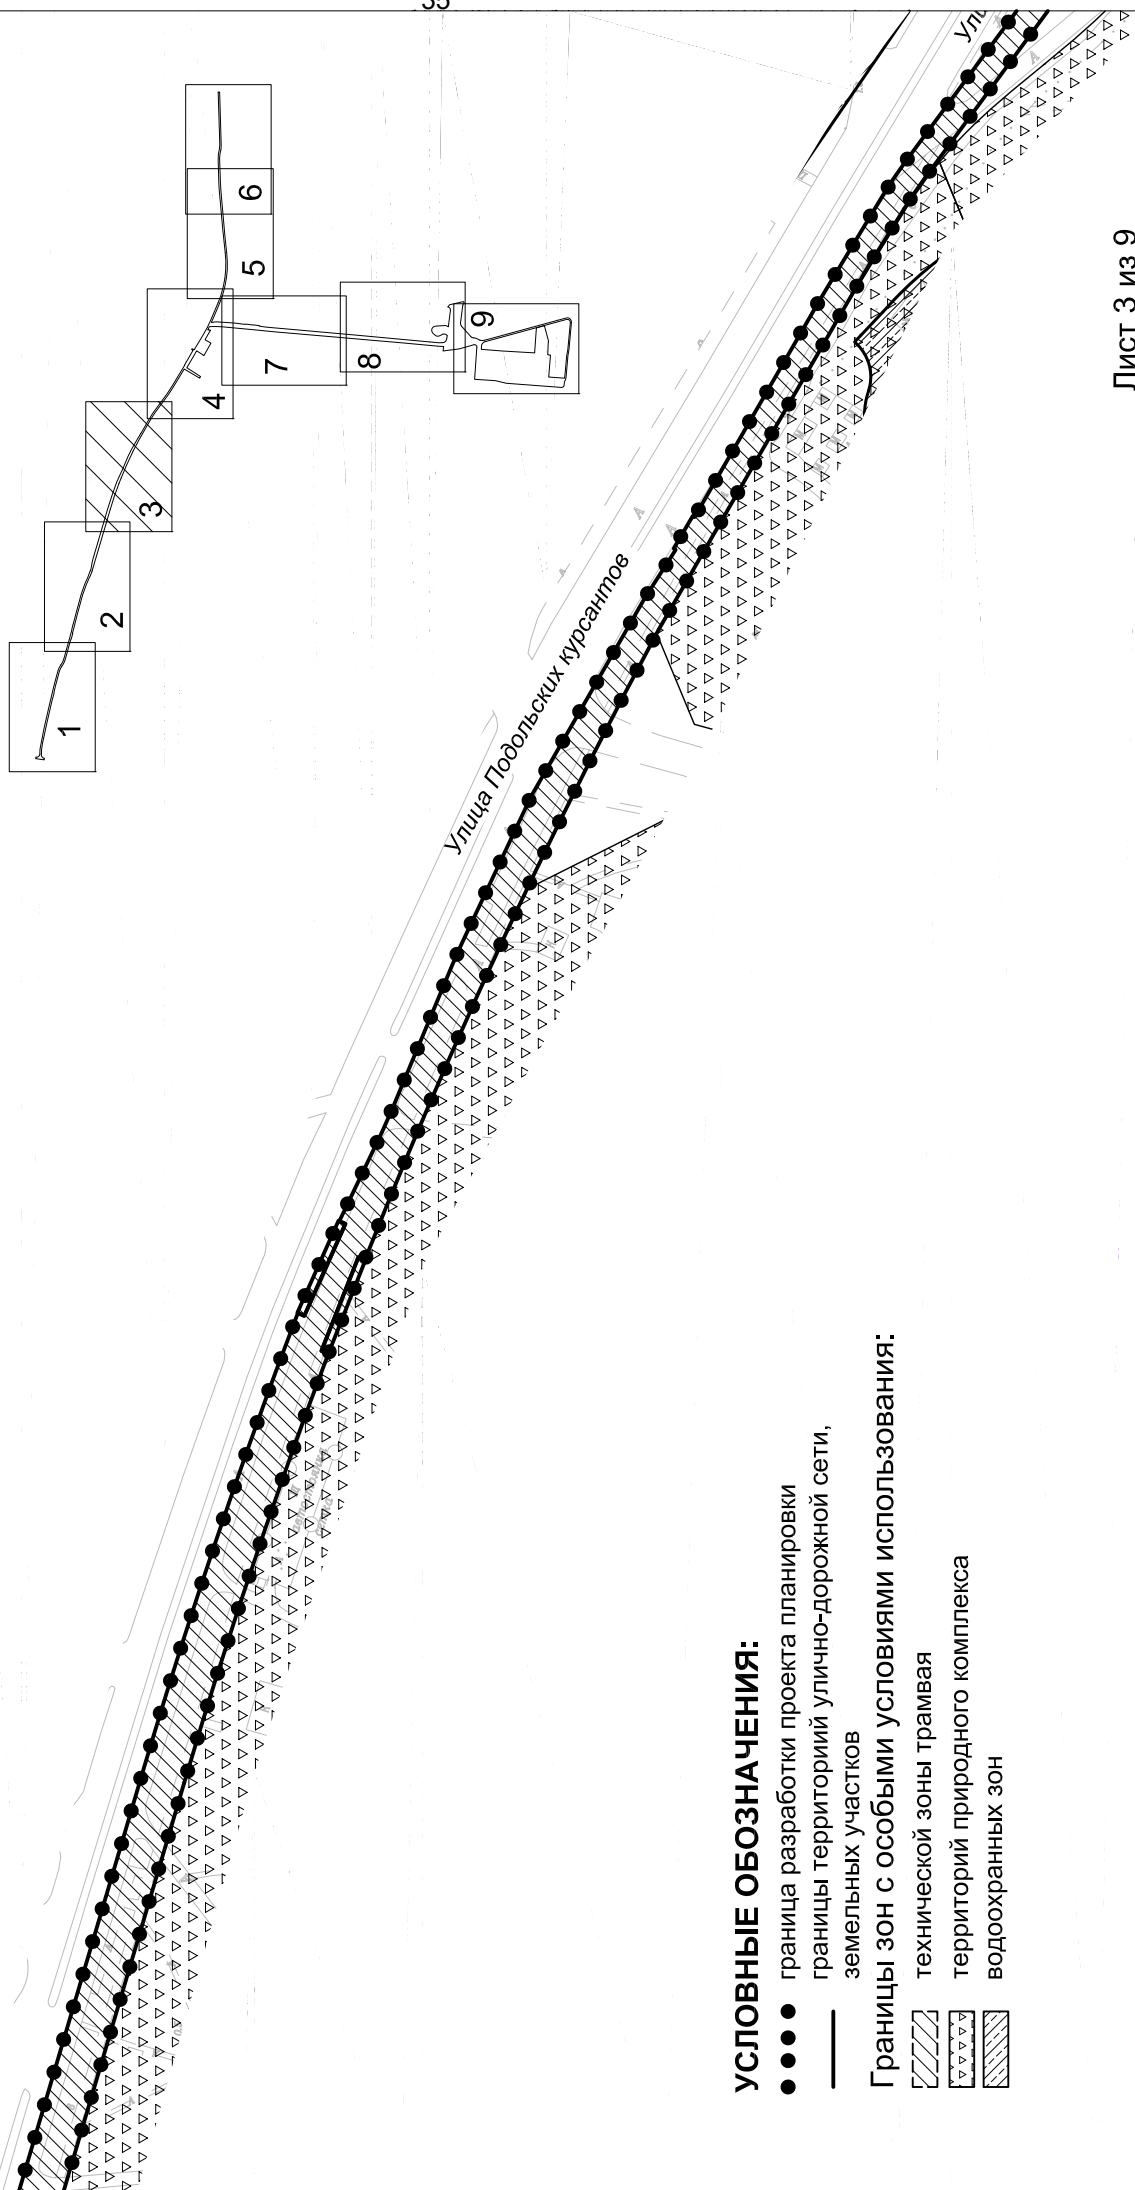 35
1
2
3
4
5
6
7
8
9
Улица Подольских курсантов
Ули
УСЛОВНЫЕ ОБОЗНАЧЕНИЯ:
граница разработки проекта планировки
границы территориий улично-дорожной сети,
земельных участков
Границы зон с особыми условиями использования:
технической зоны трамвая
территорий природного комплекса
водоохранных зон
Лист 3 из 9